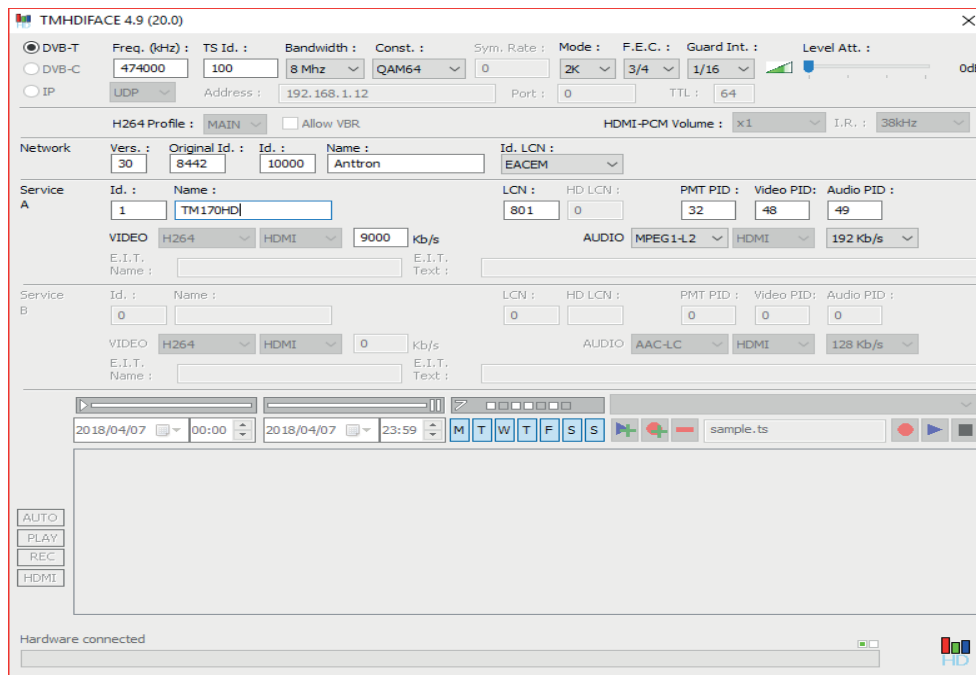 TMHDIFACE 4.9 (20.0)
DVB-T Freq. (kHz) : TS Id. : Bandwidth : Const. : Sym. Rate : Mode : F.E.C. : Guard Int. : Level Att. :
DVB-C 474000 100 8 Mhz QAM64 0 2K 3/4 1/16 0d
IP UDP Address : 192.168.1.12 Port : 0 TTL : 64
H264 Profile : MAIN Allow VBR HDMI-PCM Volume : x1 I.R. : 38kHz
Network Vers. : Original Id. : Id. : Name : Id. LCN :
30 8442 10000 Anttron EACEM
Service Id. : Name : LCN : HD LCN : PMT PID : Video PID: Audio PID :
A 1 TM170HD 801 0 32 48 49
VIDEO H264 HDMI 9000 Kb/s AUDIO MPEG1-L2 HDMI 192 Kb/s
E.I.T. E.I.T.
Name : Text :
Service Id. : Name : LCN : HD LCN : PMT PID : Video PID: Audio PID :
B 0 0 0 0 0
VIDEO H264 HDMI 0 Kb/s AUDIO AAC-LC HDMI 128 Kb/s
E.I.T. E.I.T.
Name : Text :
2018/04/07 00:00 2018/04/07 23:59 M T W T F S S sample.ts
AUTO
PLAY
REC
HDMI
Hardware connected
HD